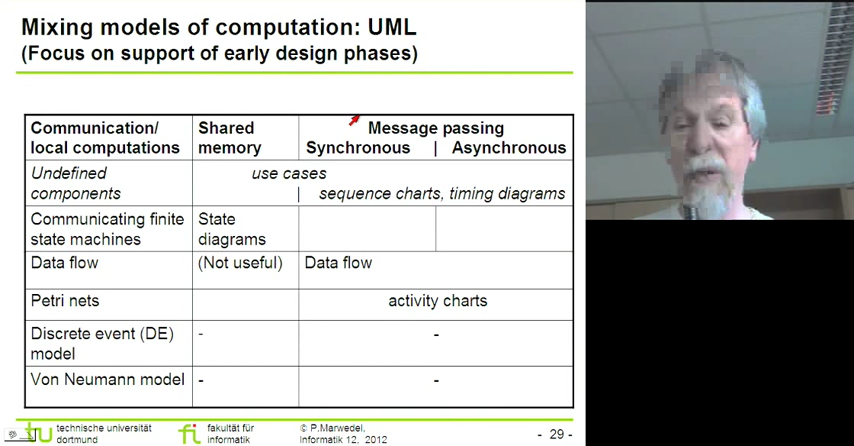 Mixing models of computation: UML
(Focus on support of early design phases)
Communication/ Shared Message passing
local computations memory Synchronous | Asynchronous
Undefined use cases
components | sequence charts, timing diagrams
Communicating finite State
state machines diagrams
Data flow (Not useful) Data flow
Petri nets activity charts
Discrete event (DE) - -
model
Von Neumann model - -
tu technische universität fi fakultät für © P.Marwedel,
dortmund informatik Informatik 12, 2012 - 29 -